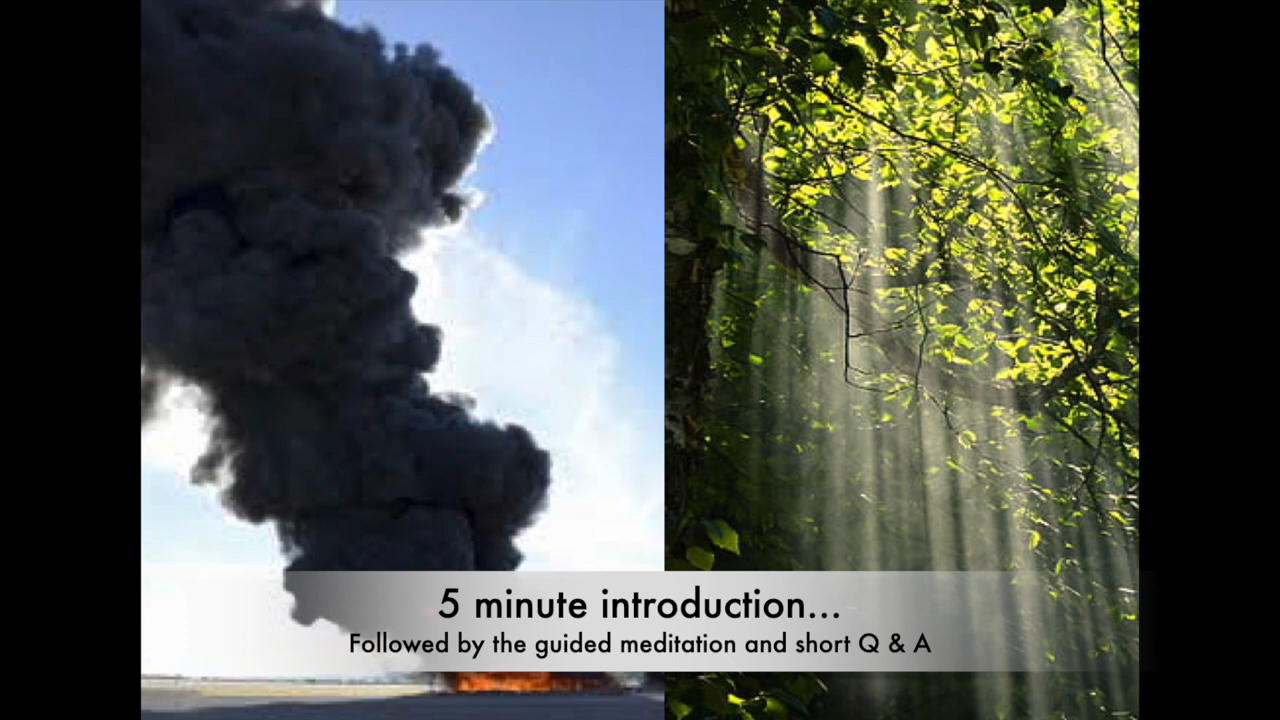 5 minute introduction...
Followed by the guided meditation and short Q & A